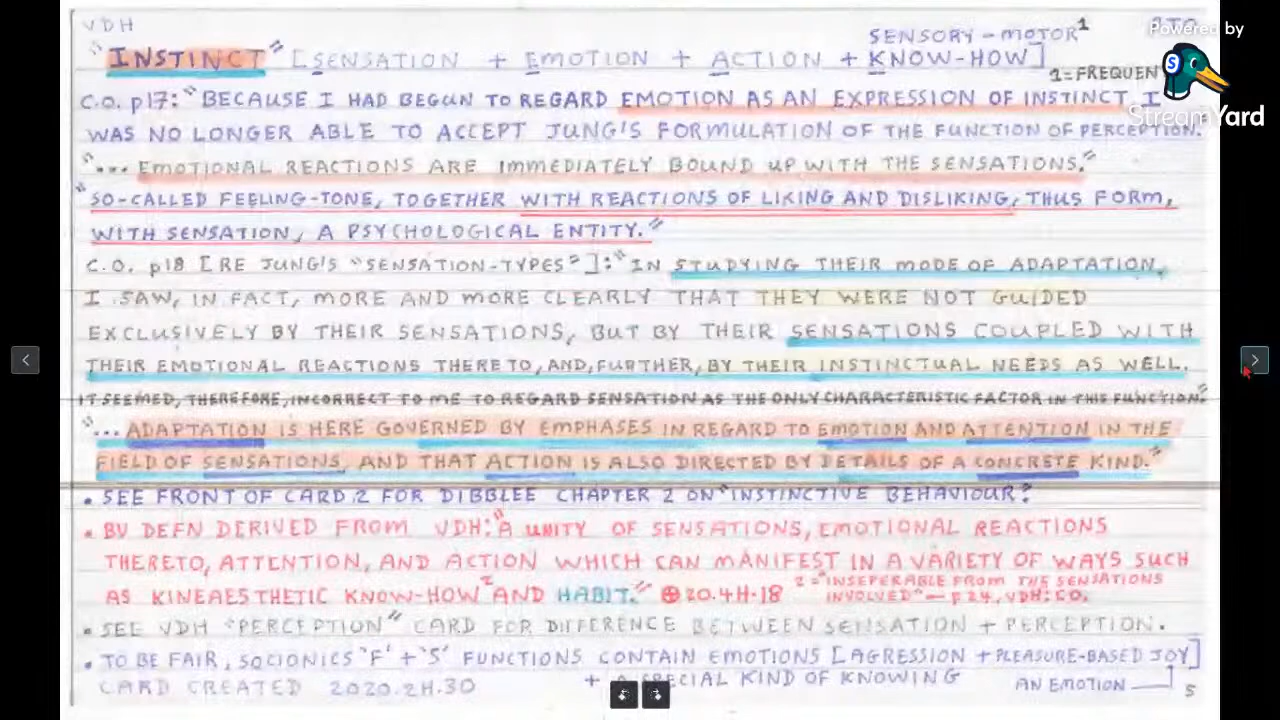 VDH
PTO
Powered by
StreamYard
SENSORY-MOTOR¹
"INSTINCT" [SENSATION + EMOTION + ACTION + KNOW-HOW]
1=FREQUEN
C.O. p17: "BECAUSE I HAD BEGUN TO REGARD EMOTION AS AN EXPRESSION OF INSTINCT I
WAS NO LONGER ABLE TO ACCEPT JUNG'S FORMULATION OF THE FUNCTION OF PERCEPTION.
"... EMOTIONAL REACTIONS ARE IMMEDIATELY BOUND UP WITH THE SENSATIONS."
"SO-CALLED FEELING-TONE, TOGETHER WITH REACTIONS OF LIKING AND DISLIKING, THUS FORM,
WITH SENSATION, A PSYCHOLOGICAL ENTITY."
C.O. p18 [RE JUNG'S "SENSATION-TYPES"]: "IN STUDYING THEIR MODE OF ADAPTATION,
I SAW, IN FACT, MORE AND MORE CLEARLY THAT THEY WERE NOT GUIDED
EXCLUSIVELY BY THEIR SENSATIONS, BUT BY THEIR SENSATIONS COUPLED WITH
THEIR EMOTIONAL REACTIONS THERETO, AND, FURTHER, BY THEIR INSTINCTUAL NEEDS AS WELL.
IT SEEMED, THEREFORE, INCORRECT TO ME TO REGARD SENSATION AS THE ONLY CHARACTERISTIC FACTOR IN THIS FUNCTION."
"... ADAPTATION IS HERE GOVERNED BY EMPHASES IN REGARD TO EMOTION AND ATTENTION IN THE
FIELD OF SENSATIONS, AND THAT ACTION IS ALSO DIRECTED BY DETAILS OF A CONCRETE KIND."
• SEE FRONT OF CARD 2 FOR DIBBLEE CHAPTER 2 ON "INSTINCTIVE BEHAVIOUR."
• BY DEFN DERIVED FROM VDH: "A UNITY OF SENSATIONS, EMOTIONAL REACTIONS
THERETO, ATTENTION, AND ACTION WHICH CAN MANIFEST IN A VARIETY OF WAYS SUCH
AS KINEAESTHETIC KNOW-HOW² AND HABIT." ⊕20.4H.18
2="INSEPERABLE FROM THE SENSATIONS
INVOLVED" — p24, VDH: CO.
• SEE VDH "PERCEPTION" CARD FOR DIFFERENCE BETWEEN SENSATION + PERCEPTION.
• TO BE FAIR, SOCIONICS 'F' + 'S' FUNCTIONS CONTAIN EMOTIONS [AGRESSION + PLEASURE-BASED JOY]
+ A SPECIAL KIND OF KNOWING
AN EMOTION
CARD CREATED 2020.2H.30
5